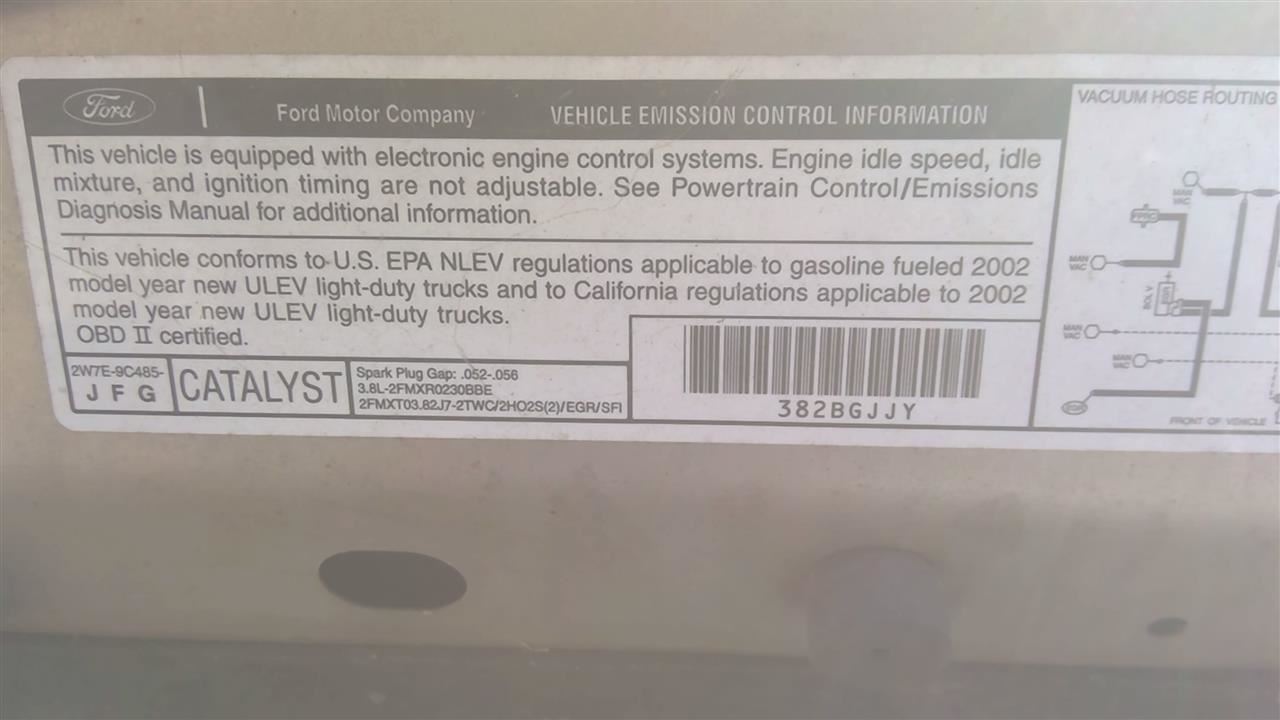 Ford
Ford Motor Company
VEHICLE EMISSION CONTROL INFORMATION
This vehicle is equipped with electronic engine control systems. Engine idle speed, idle
mixture, and ignition timing are not adjustable. See Powertrain Control/Emissions
Diagnosis Manual for additional information.
This vehicle conforms to U.S. EPA NLEV regulations applicable to gasoline fueled 2002
model year new ULEV light-duty trucks and to California regulations applicable to 2002
model year new ULEV light-duty trucks.
OBD II certified.
2W7E-9C485-
J F G
CATALYST
Spark Plug Gap: .052-.056
3.8L-2FMXR0230BBE
2FMXT03.82J7-2TWC/2HO2S(2)/EGR/SFI
382BGJJY
VACUUM HOSE ROUTING
MAN
VAC
MAN
VAC
SOL V
MAN
VAC
MAN
VAC
FRONT OF VEHICLE